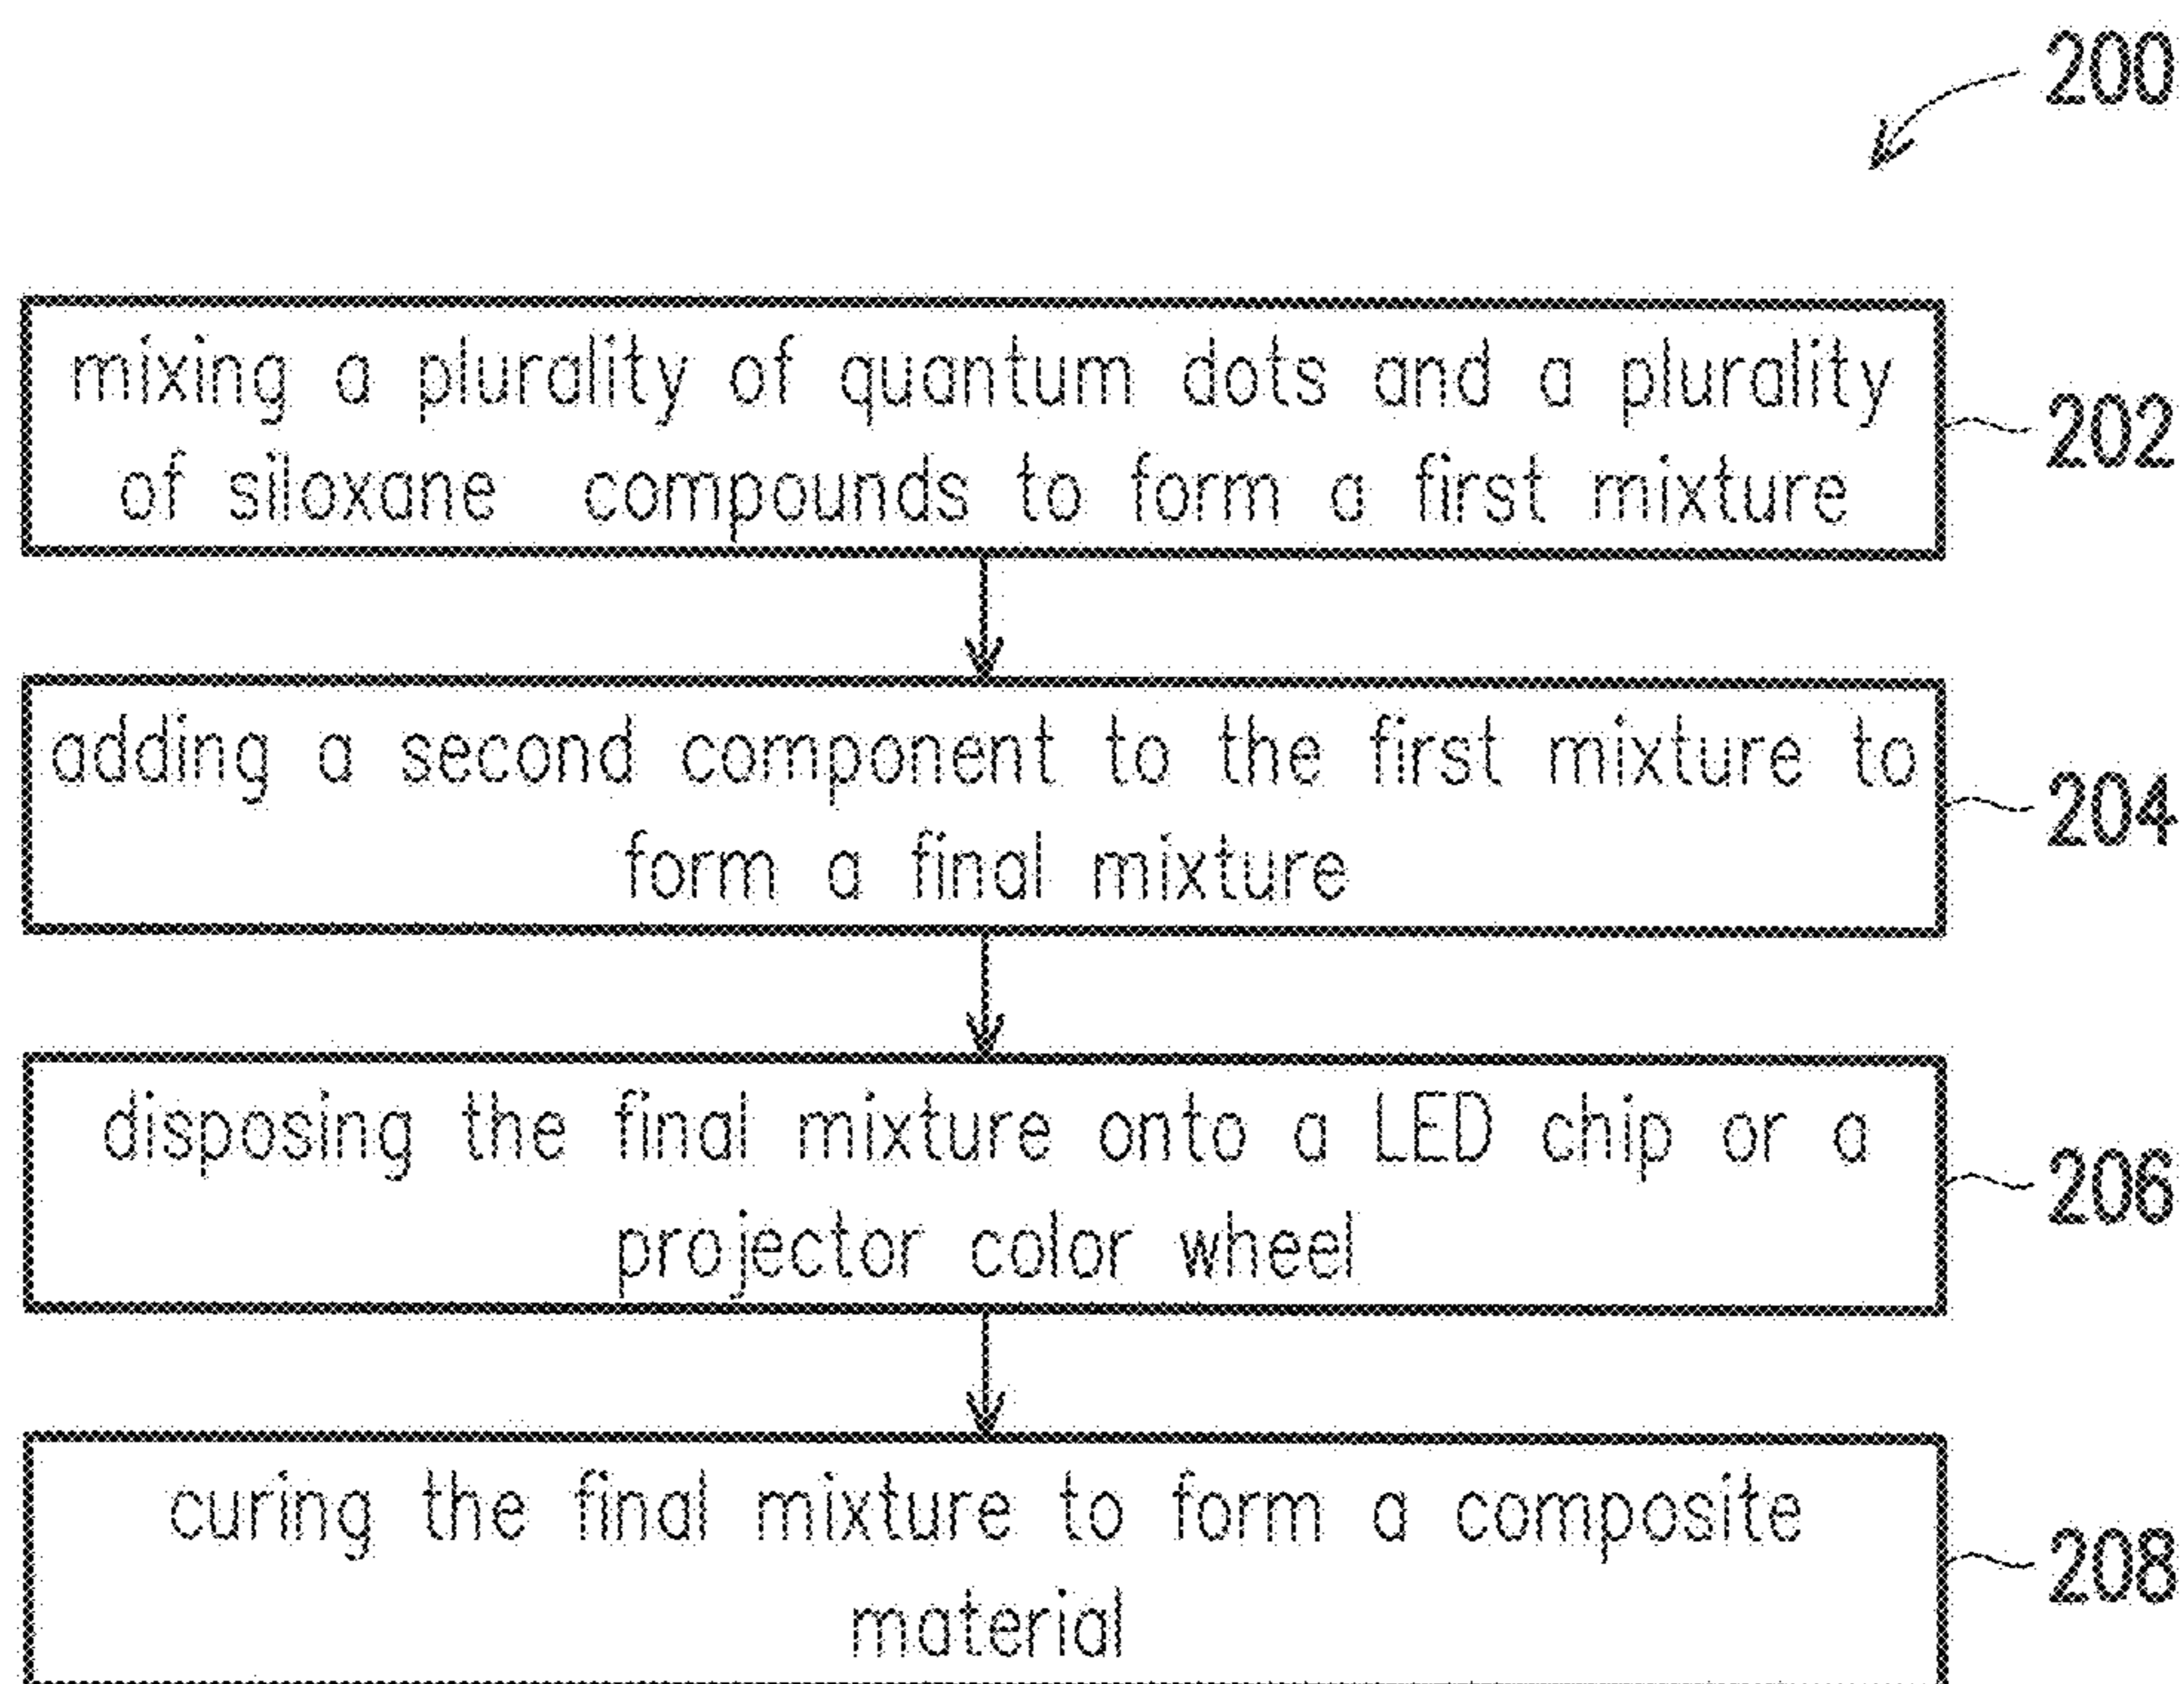 200
mixing a plurality of quantum dots and a plurality
of siloxane compounds to form a first mixture
202
adding a second component to the first mixture to
form a final mixture
204
disposing the final mixture onto a LED chip or a
projector color wheel
206
curing the final mixture to form a composite
material
208